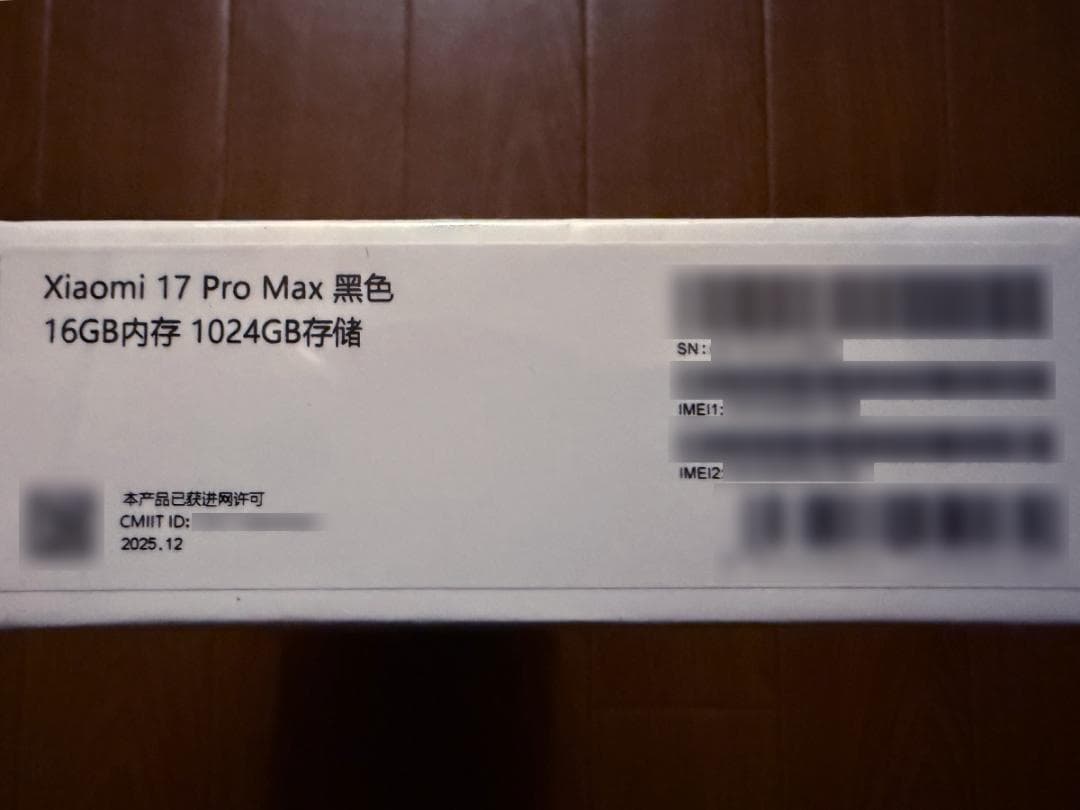 Xiaomi 17 Pro Max 黑色
16GB内存 1024GB存储
SN:
IMEI1:
IMEI2:
本产品已获进网许可
CMIIT ID:
2025.12